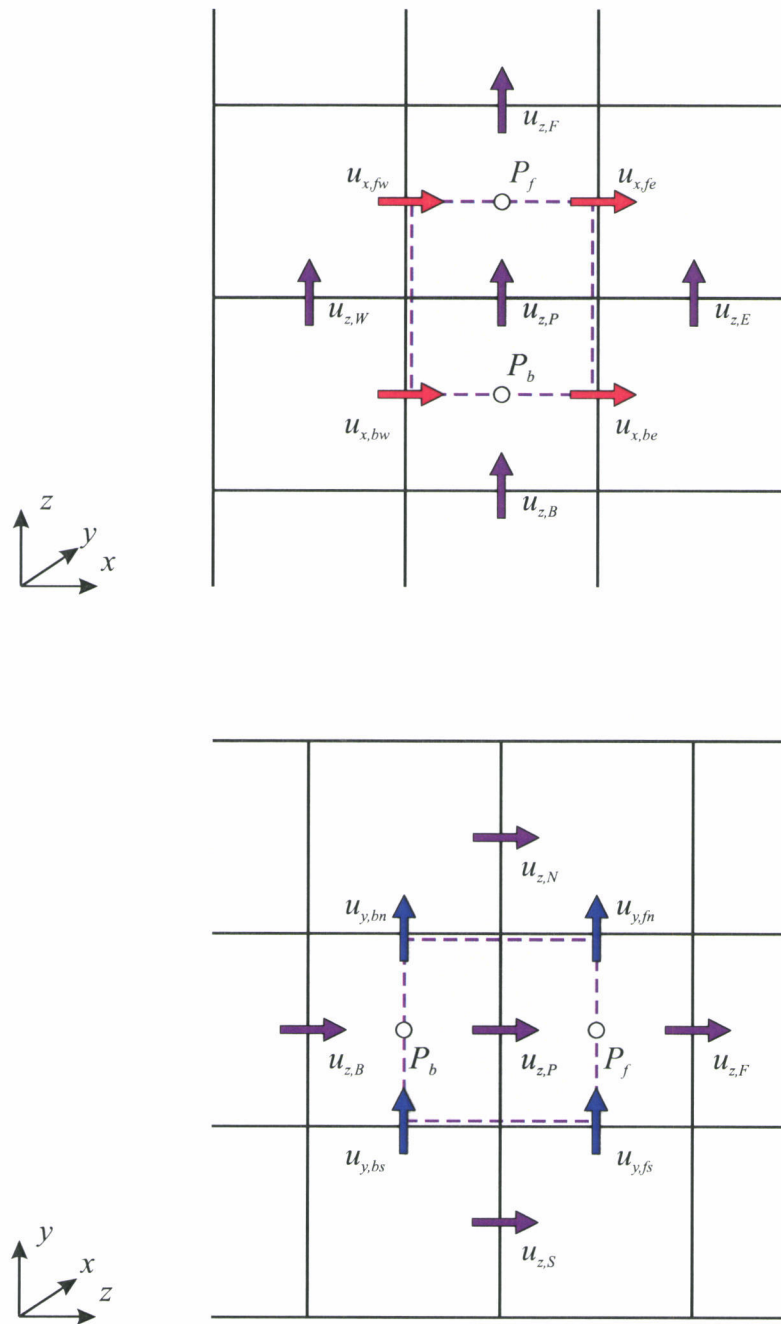 u_{z,F}
u_{x,fw} P_f u_{x,fe}
u_{z,W} u_{z,P} u_{z,E}
P_b
u_{x,bw} u_{x,be}
u_{z,B}
z
y
x
u_{z,N}
u_{y,bn} u_{y,fn}
u_{z,B} P_b u_{z,P} P_f u_{z,F}
u_{y,bs} u_{y,fs}
u_{z,S}
y
x
z